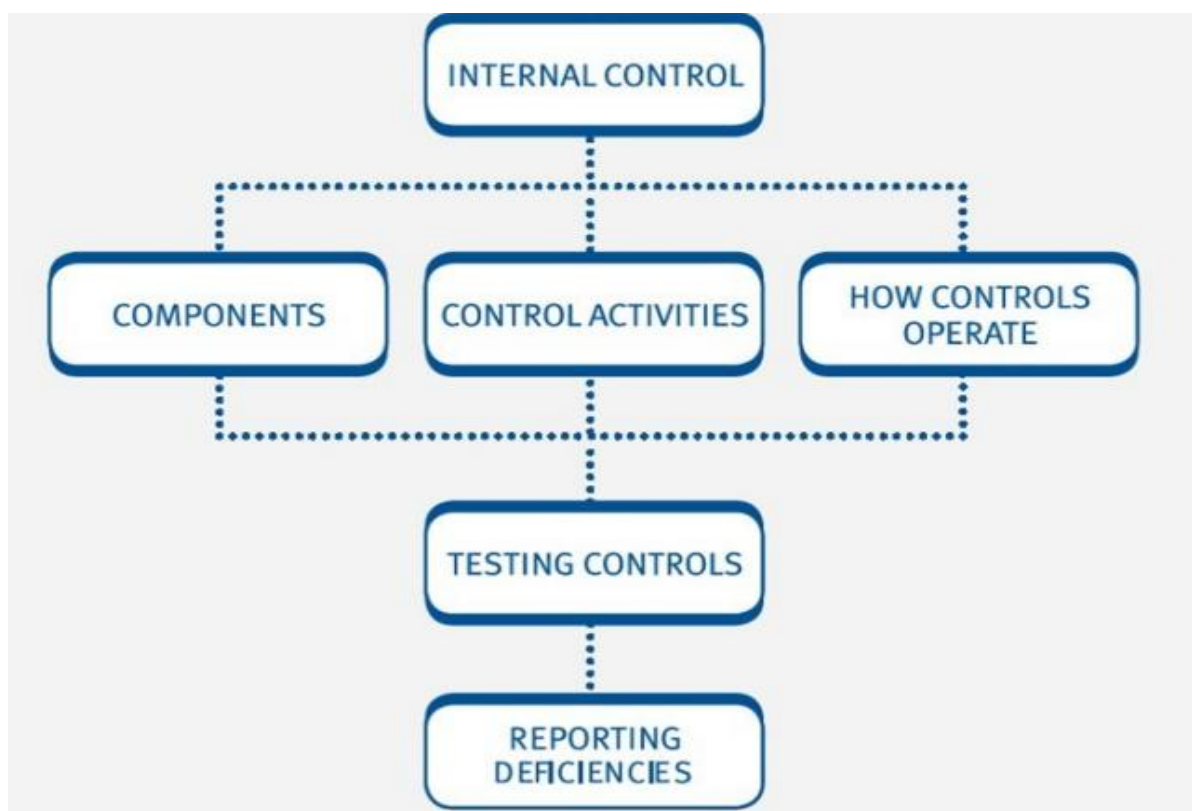 INTERNAL CONTROL
COMPONENTS
CONTROL ACTIVITIES
HOW CONTROLS
OPERATE
TESTING CONTROLS
REPORTING
DEFICIENCIES